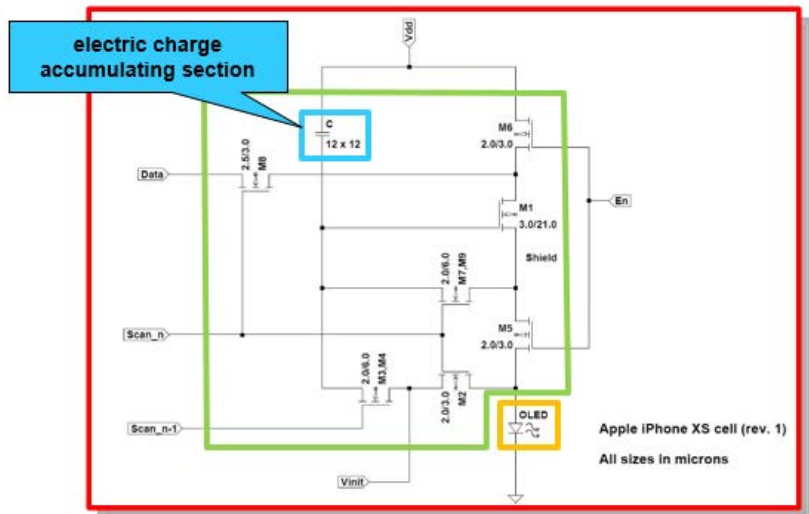 electric charge
accumulating section
Vdd
C
12 x 12
M6
2.0/3.0
2.5/3.0
M8
Data
M1
3.0/21.0
En
Shield
2.0/6.0
M7,M9
Scan_n
M5
2.0/3.0
2.0/6.0
M3,M4
2.0/3.0
M2
OLED
Scan_n-1
Apple iPhone XS cell (rev. 1)
All sizes in microns
Vinit